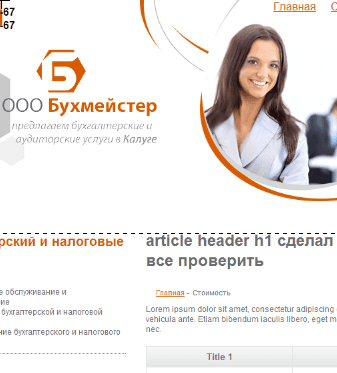 -67
-67
Главная
ООО Бухмейстер
предлагаем бухгалтерские и
аудиторские услуги в Калуге
рский и налоговые
е обслуживание и
ние
бухгалтерской и налоговой
ние бухгалтерского и налогового
article header h1 сделал
все проверить
Главная - Стоимость
Lorem ipsum dolor sit amet, consectetur adipiscing
vehicula ante. Etiam bibendum iaculis libero, eget m
nec.
Title 1